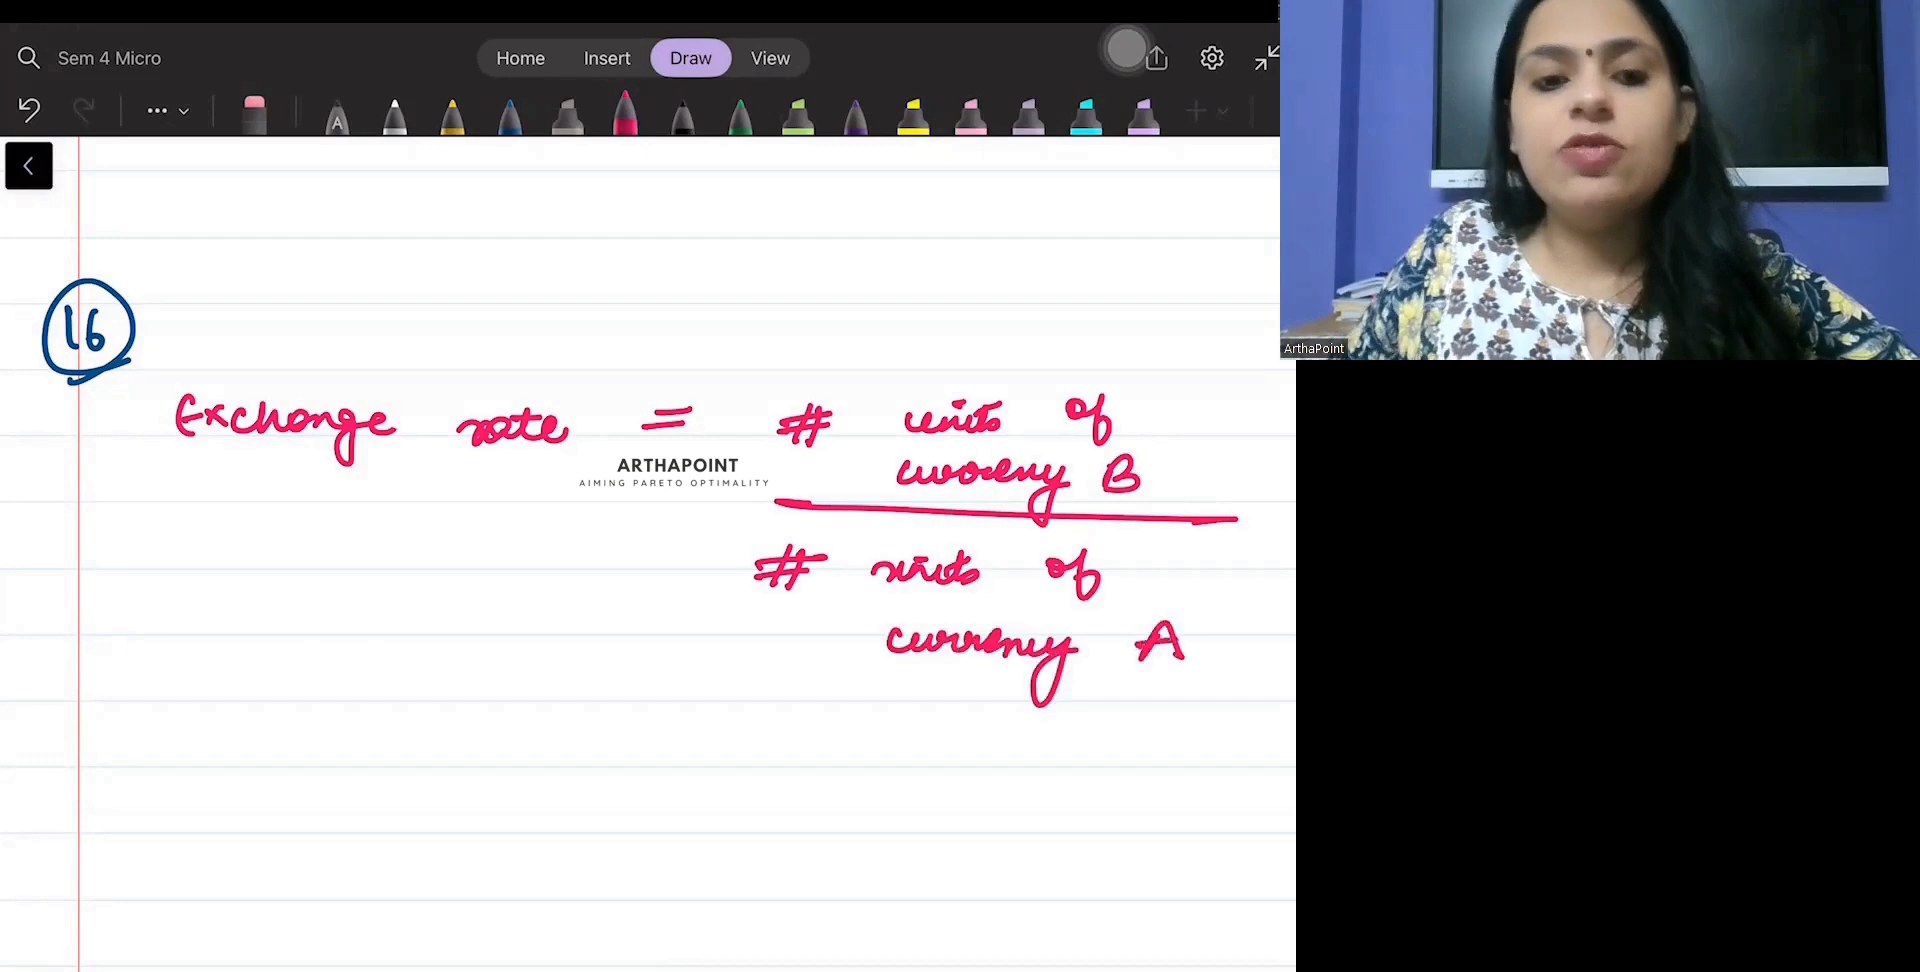 Sem 4 Micro
Home Insert Draw View
A
16
Exchange rate = # units of
currency B
ARTHAPOINT
AIMING PARETO OPTIMALITY
# units of
currency A
ArthaPoint